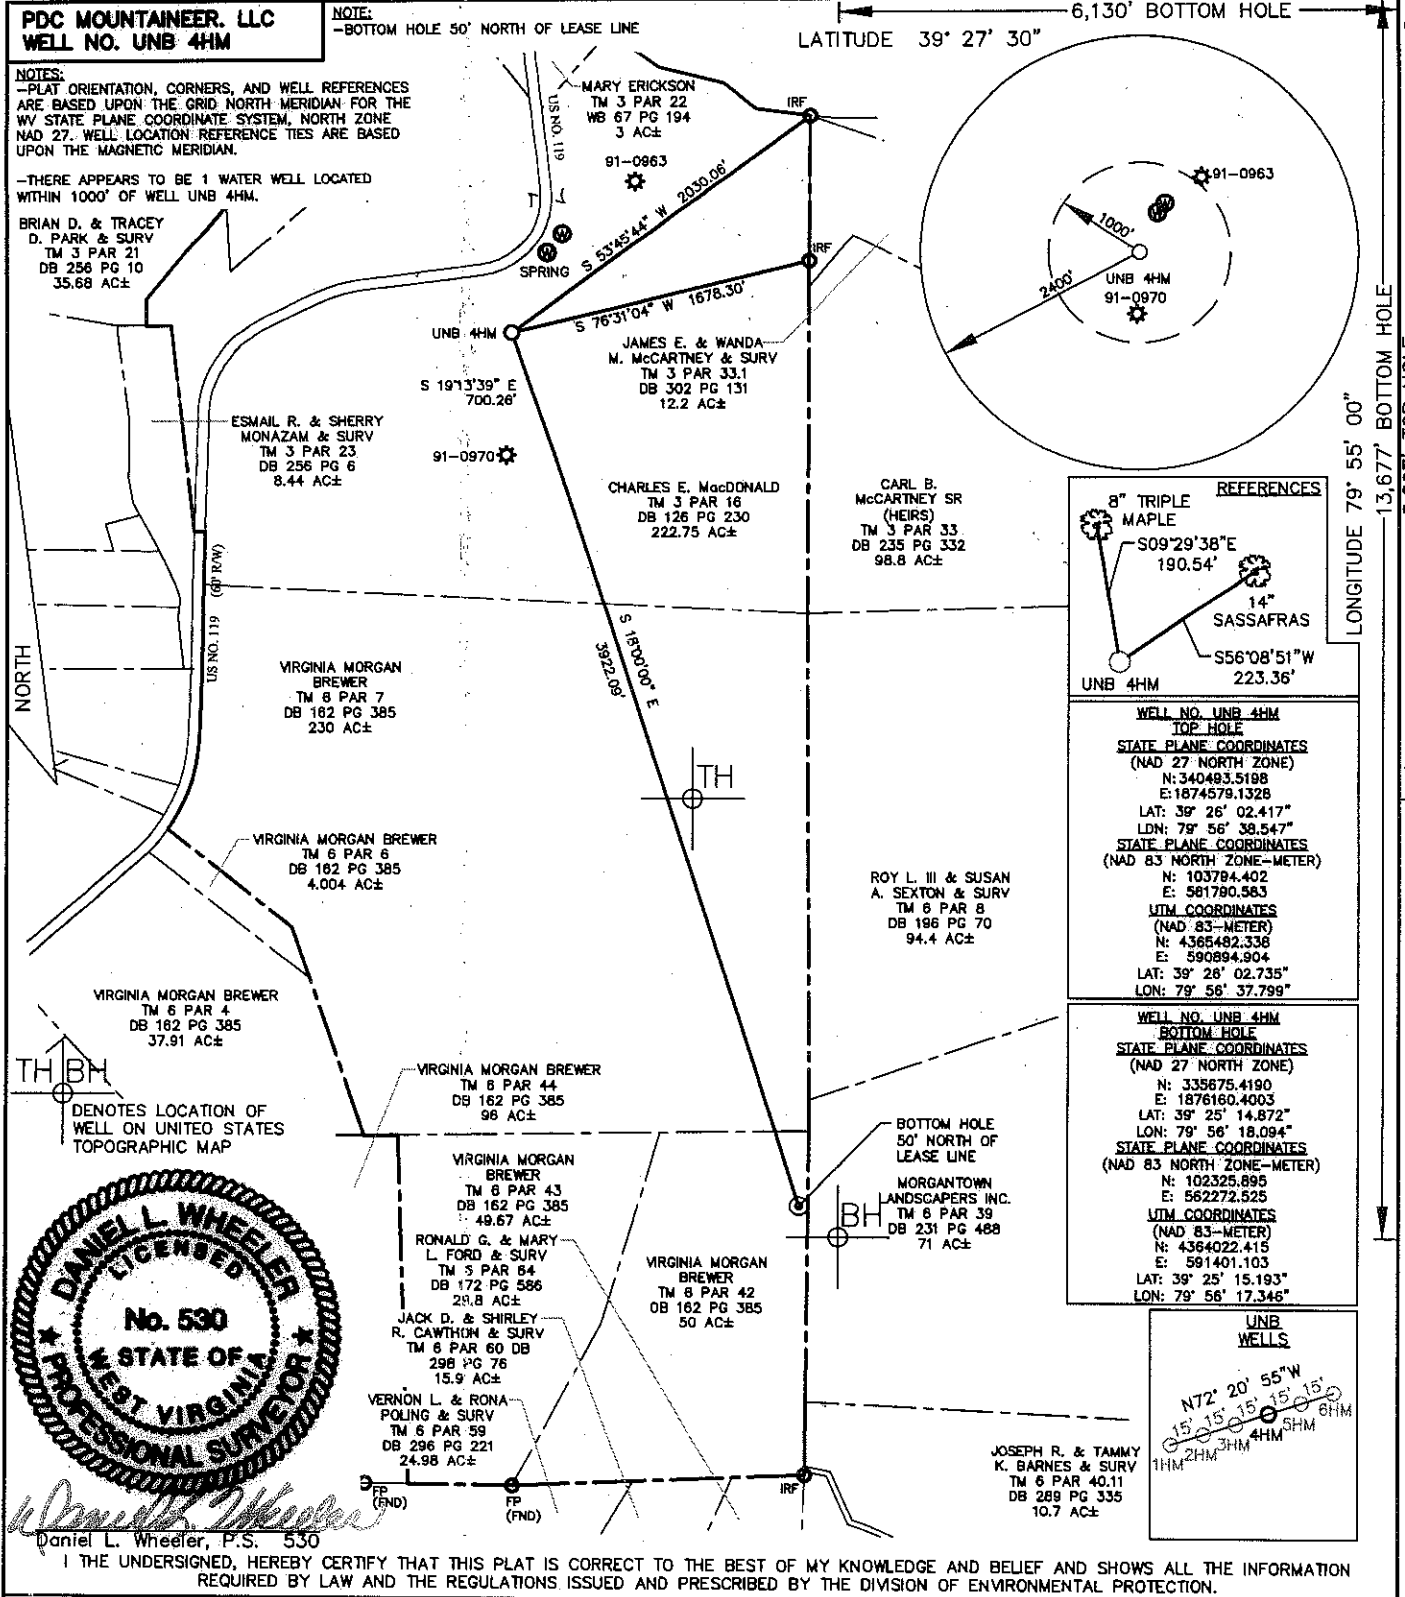 PDC MOUNTAINEER. LLC
WELL NO. UNB 4HM
NOTE:
-BOTTOM HOLE 50' NORTH OF LEASE LINE
6,130' BOTTOM HOLE
LATITUDE 39° 27' 30"
NOTES:
-PLAT ORIENTATION, CORNERS, AND WELL REFERENCES
ARE BASED UPON THE GRID NORTH MERIDIAN FOR THE
WV STATE PLANE COORDINATE SYSTEM, NORTH ZONE
NAD 27. WELL LOCATION REFERENCE TIES ARE BASED
UPON THE MAGNETIC MERIDIAN.
-THERE APPEARS TO BE 1 WATER WELL LOCATED
WITHIN 1000' OF WELL UNB 4HM.
BRIAN D. & TRACEY
D. PARK & SURV
TM 3 PAR 21
DB 256 PG 10
35.68 AC±
US NO. 119
MARY ERICKSON
TM 3 PAR 22
WB 67 PG 194
3 AC±
91-0963
IRF
S 53°45'44" W 2030.06'
W
W
SPRING
IRF
S 76°31'04" W 1678.30'
UNB 4HM
JAMES E. & WANDA
M. McCARTNEY & SURV
TM 3 PAR 33.1
DB 302 PG 131
12.2 AC±
S 19°13'39" E
700.26'
91-0970
91-0963
W
W
1000'
2400'
UNB 4HM
91-0970
LONGITUDE 79° 55' 00"
13,677' BOTTOM HOLE
ESMAIL R. & SHERRY
MONAZAM & SURV
TM 3 PAR 23
DB 256 PG 6
8.44 AC±
CHARLES E. MacDONALD
TM 3 PAR 16
DB 126 PG 230
222.75 AC±
CARL B.
McCARTNEY SR
(HEIRS)
TM 3 PAR 33
DB 235 PG 332
98.8 AC±
REFERENCES
8" TRIPLE
MAPLE
S09°29'38"E
190.54'
14"
SASSAFRAS
S56°08'51"W
223.36'
UNB 4HM
NORTH
US NO. 119 (60' R/W)
S 18°00'00" E
3922.09'
VIRGINIA MORGAN
BREWER
TM 6 PAR 7
DB 162 PG 385
230 AC±
TH
WELL NO. UNB 4HM
TOP HOLE
STATE PLANE COORDINATES
(NAD 27 NORTH ZONE)
N: 340493.5198
E: 1874579.1328
LAT: 39° 26' 02.417"
LON: 79° 56' 38.547"
STATE PLANE COORDINATES
(NAD 83 NORTH ZONE-METER)
N: 103794.402
E: 561790.583
UTM COORDINATES
(NAD 83-METER)
N: 4365482.338
E: 590894.904
LAT: 39° 26' 02.735"
LON: 79° 56' 37.799"
VIRGINIA MORGAN BREWER
TM 6 PAR 6
DB 162 PG 385
4.004 AC±
ROY L. III & SUSAN
A. SEXTON & SURV
TM 6 PAR 8
DB 196 PG 70
94.4 AC±
VIRGINIA MORGAN BREWER
TM 6 PAR 4
DB 162 PG 385
37.91 AC±
TH BH
DENOTES LOCATION OF
WELL ON UNITED STATES
TOPOGRAPHIC MAP
VIRGINIA MORGAN BREWER
TM 6 PAR 44
DB 162 PG 385
96 AC±
WELL NO. UNB 4HM
BOTTOM HOLE
STATE PLANE COORDINATES
(NAD 27 NORTH ZONE)
N: 335675.4190
E: 1876160.4003
LAT: 39° 25' 14.872"
LON: 79° 56' 18.094"
STATE PLANE COORDINATES
(NAD 83 NORTH ZONE-METER)
N: 102325.895
E: 562272.525
UTM COORDINATES
(NAD 83-METER)
N: 4364022.415
E: 591401.103
LAT: 39° 25' 15.193"
LON: 79° 56' 17.346"
BOTTOM HOLE
50' NORTH OF
LEASE LINE
BH
MORGANTOWN
LANDSCAPERS INC.
TM 6 PAR 39
DB 231 PG 488
71 AC±
VIRGINIA MORGAN
BREWER
TM 6 PAR 43
DB 162 PG 385
49.67 AC±
RONALD G. & MARY
L. FORD & SURV
TM 5 PAR 64
DB 172 PG 586
29.8 AC±
VIRGINIA MORGAN
BREWER
TM 6 PAR 42
DB 162 PG 385
50 AC±
JACK D. & SHIRLEY
R. CAWTHON & SURV
TM 6 PAR 60 DB
298 PG 76
15.9 AC±
VERNON L. & RONA
POLING & SURV
TM 6 PAR 59
DB 296 PG 221
24.98 AC±
FP
(FND)
FP
(FND)
IRF
JOSEPH R. & TAMMY
K. BARNES & SURV
TM 6 PAR 40.11
DB 289 PG 335
10.7 AC±
UNB
WELLS
N72° 20' 55"W
15' 15' 15' 15' 15'
1HM 2HM 3HM 4HM 5HM 6HM
DANIEL L. WHEELER
LICENSED
No. 530
STATE OF
WEST VIRGINIA
PROFESSIONAL SURVEYOR
Daniel L. Wheeler
Daniel L. Wheeler, P.S. 530
I THE UNDERSIGNED, HEREBY CERTIFY THAT THIS PLAT IS CORRECT TO THE BEST OF MY KNOWLEDGE AND BELIEF AND SHOWS ALL THE INFORMATION
REQUIRED BY LAW AND THE REGULATIONS ISSUED AND PRESCRIBED BY THE DIVISION OF ENVIRONMENTAL PROTECTION.